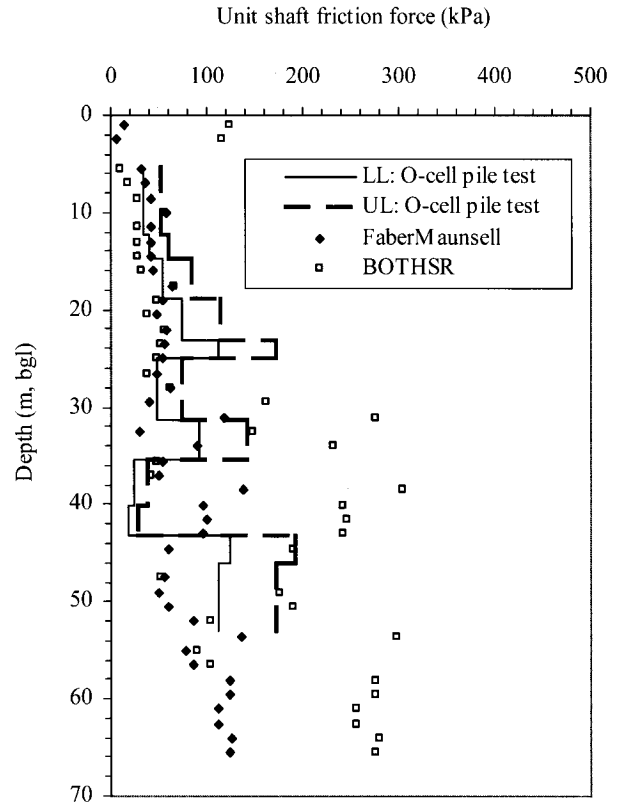 Unit shaft friction force (kPa)
0 100 200 300 400 500
0
10
20
30
40
50
60
70
Depth (m, bgl)
LL: O-cell pile test
UL: O-cell pile test
FaberMaunsell
BOTHSR